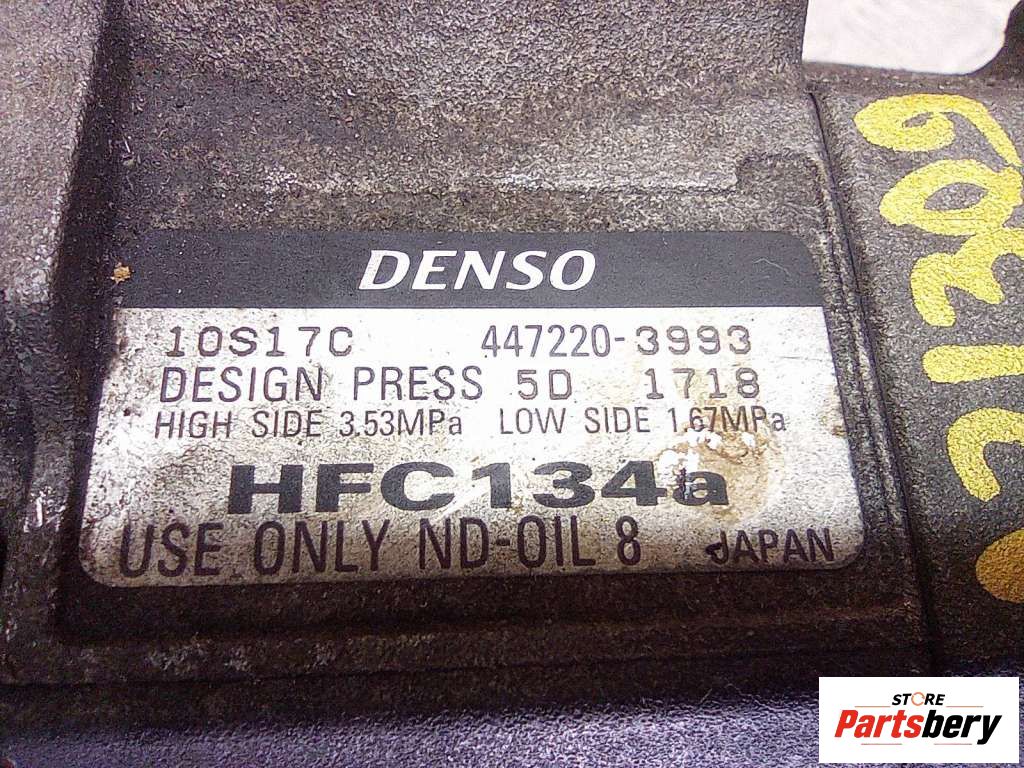 DENSO
10S17C 447220-3993
DESIGN PRESS 5D 1718
HIGH SIDE 3.53MPa LOW SIDE 1.67MPa
HFC134a
USE ONLY ND-OIL 8 JAPAN
STORE
Partsbery